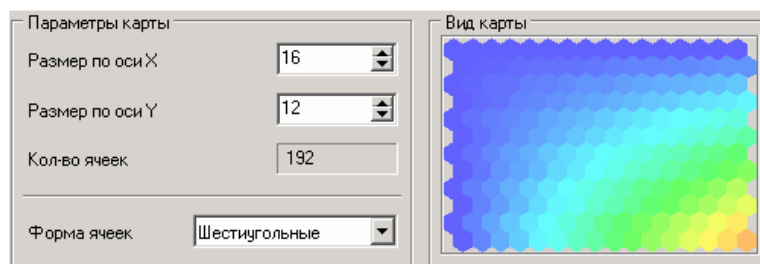 Параметры карты
Размер по оси X 16
Размер по оси Y 12
Кол-во ячеек 192
Форма ячеек Шестиугольные
Вид карты